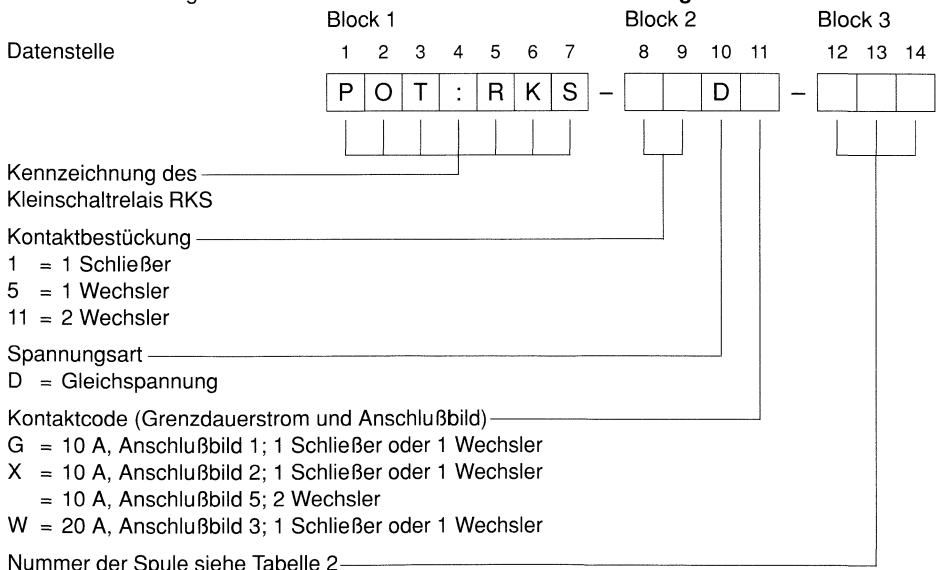 Block 1 Block 2 Block 3
Datenstelle 1 2 3 4 5 6 7 8 9 10 11 12 13 14
P O T : R K S – D –
Kennzeichnung des
Kleinschaltrelais RKS
Kontaktbestückung
1 = 1 Schließer
5 = 1 Wechsler
11 = 2 Wechsler
Spannungsart
D = Gleichspannung
Kontaktcode (Grenzdauerstrom und Anschlußbild)
G = 10 A, Anschlußbild 1; 1 Schließer oder 1 Wechsler
X = 10 A, Anschlußbild 2; 1 Schließer oder 1 Wechsler
= 10 A, Anschlußbild 5; 2 Wechsler
W = 20 A, Anschlußbild 3; 1 Schließer oder 1 Wechsler
Nummer der Spule siehe Tabelle 2